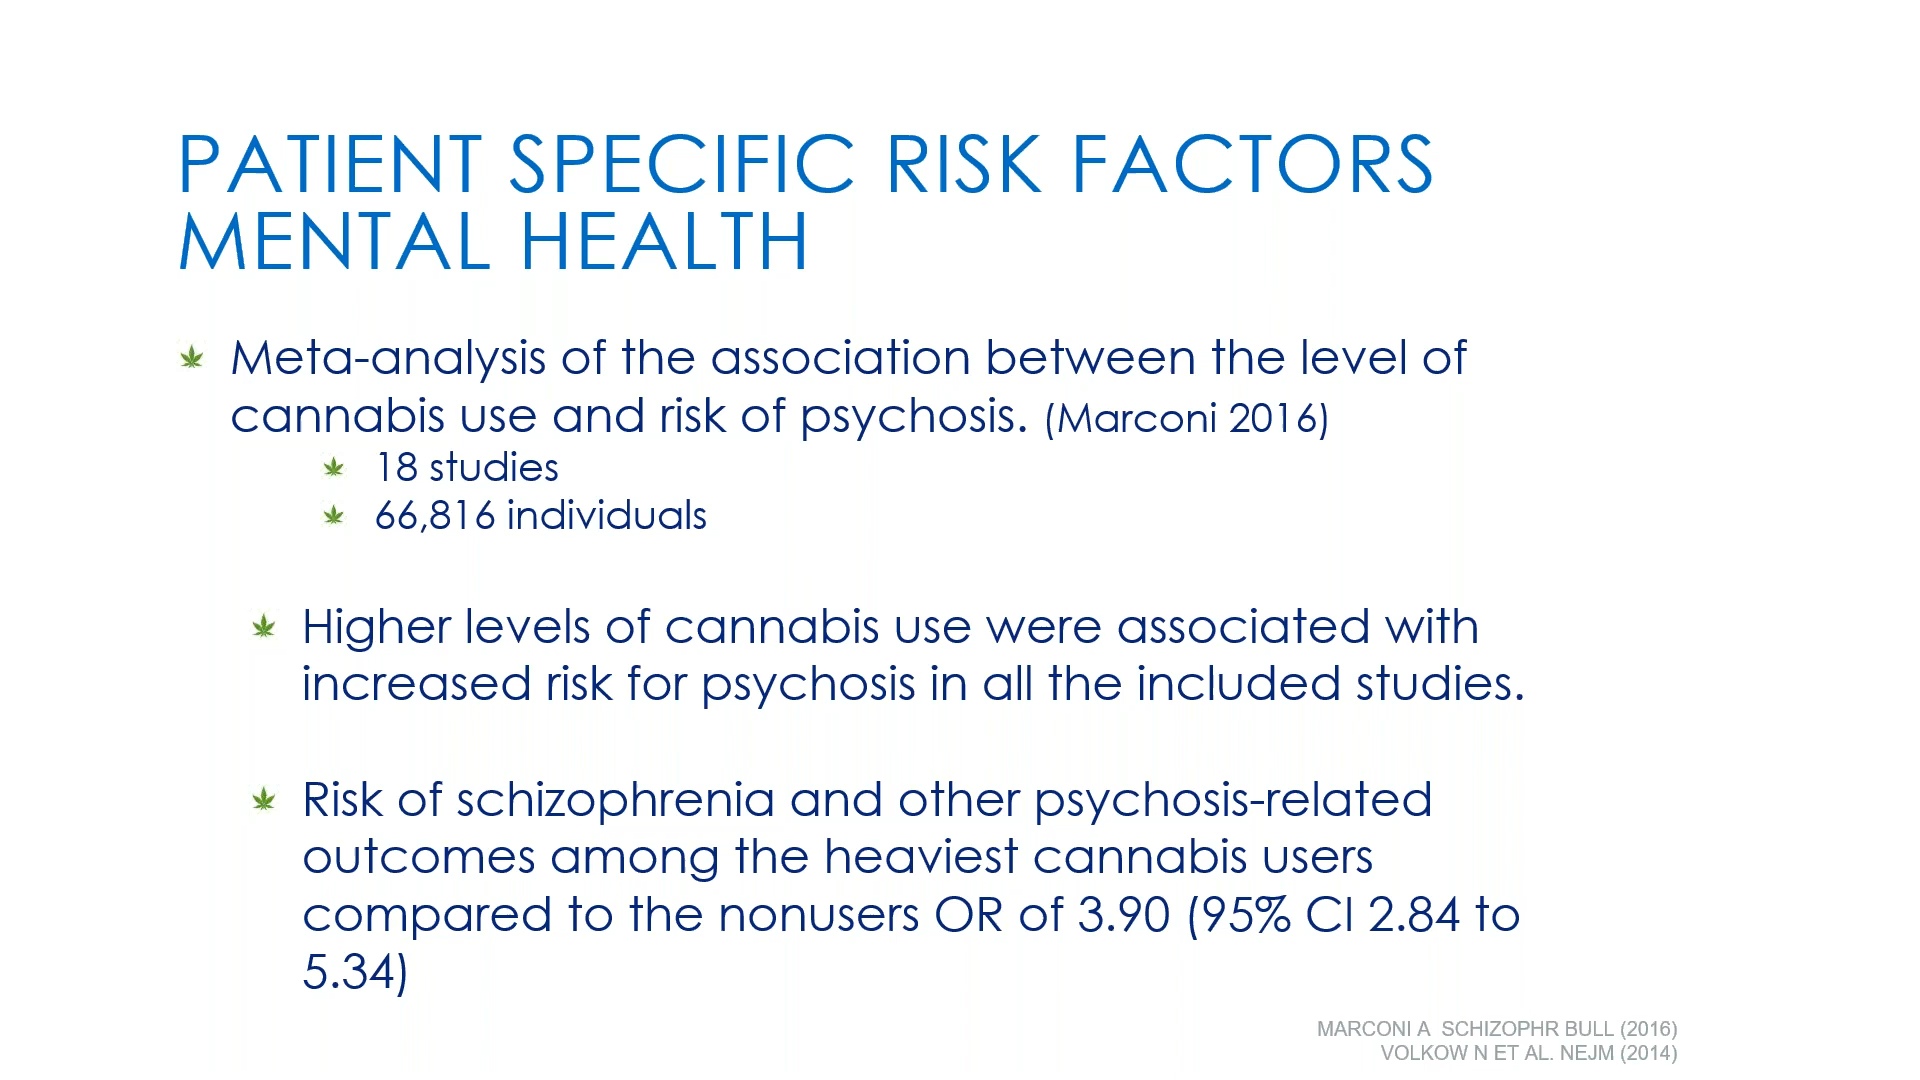 PATIENT SPECIFIC RISK FACTORS
MENTAL HEALTH
Meta-analysis of the association between the level of
cannabis use and risk of psychosis. (Marconi 2016)
18 studies
66,816 individuals
Higher levels of cannabis use were associated with
increased risk for psychosis in all the included studies.
Risk of schizophrenia and other psychosis-related
outcomes among the heaviest cannabis users
compared to the nonusers OR of 3.90 (95% CI 2.84 to
5.34)
MARCONI A SCHIZOPHR BULL (2016)
VOLKOW N ET AL. NEJM (2014)